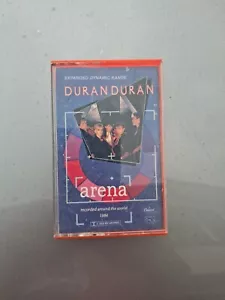 EXTENDED DYNAMIC RANGE
DURANDURAN
arena
recorded around the world
1984